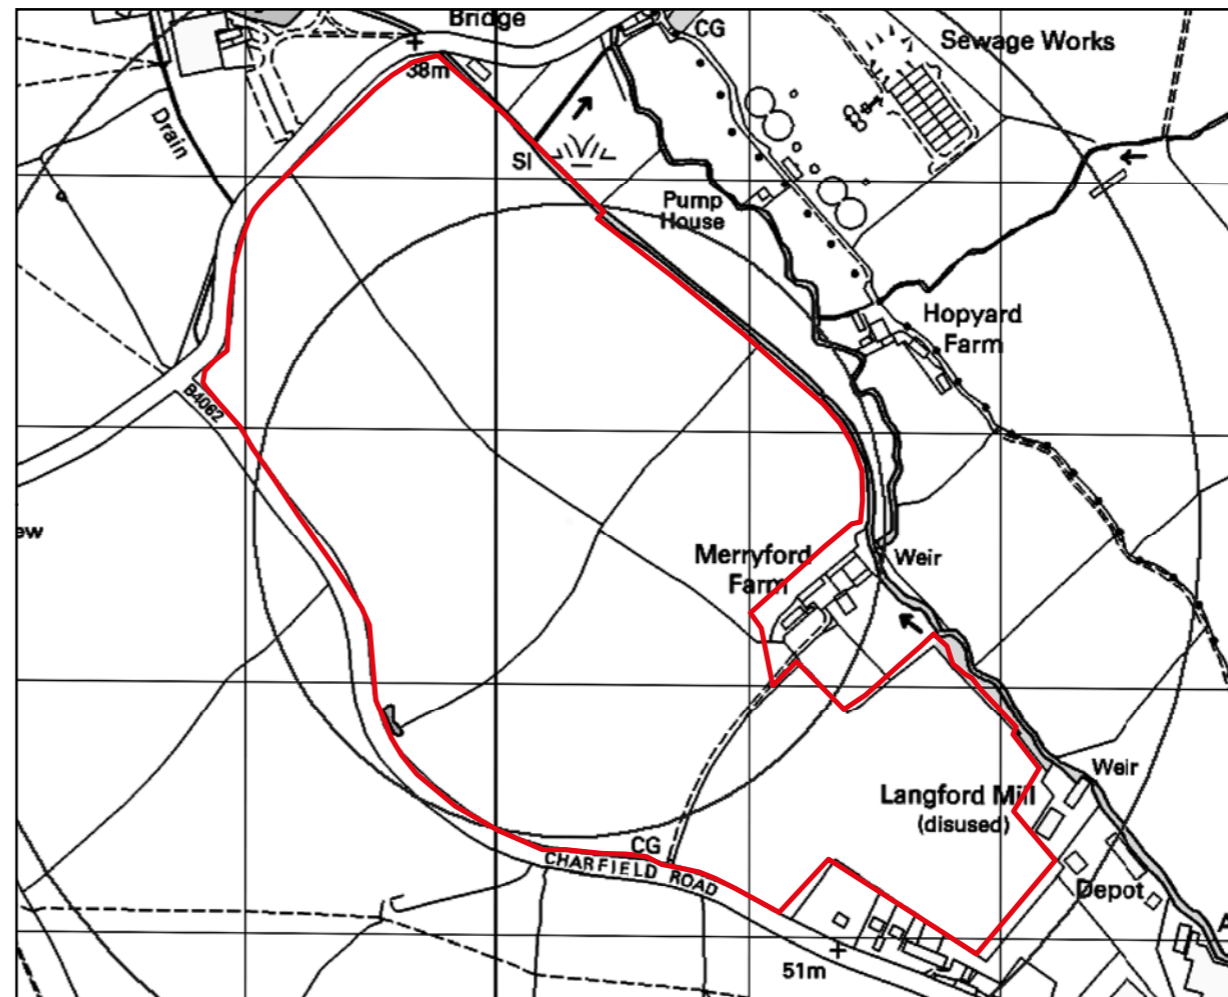 Bridge
CG
Sewage Works
38m
Drain
SI
Pump
House
Hopyard
Farm
B4062
ew
Merryford
Farm
Weir
Weir
Langford Mill
(disused)
CG
CHARFIELD ROAD
Depot
A
51m